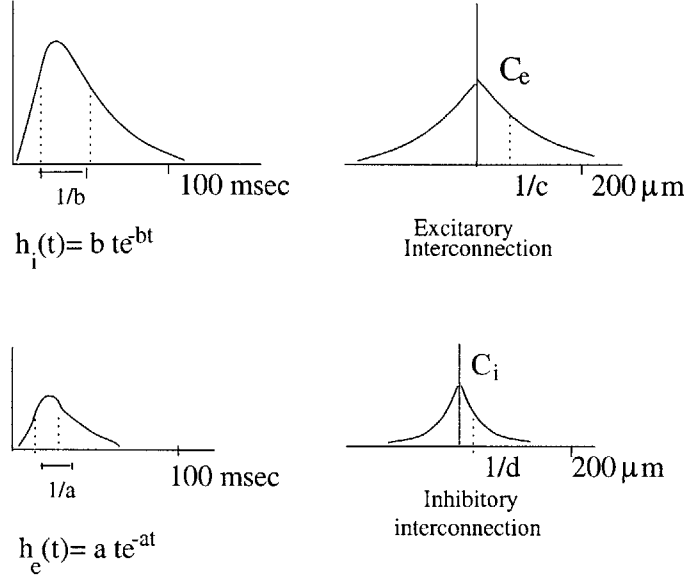 100 msec
1/b
h_i(t)= b te^-bt
C_e
1/c
200 μm
Excitarory
Interconnection
100 msec
1/a
h_e(t)= a te^-at
C_i
1/d
200 μm
Inhibitory
interconnection